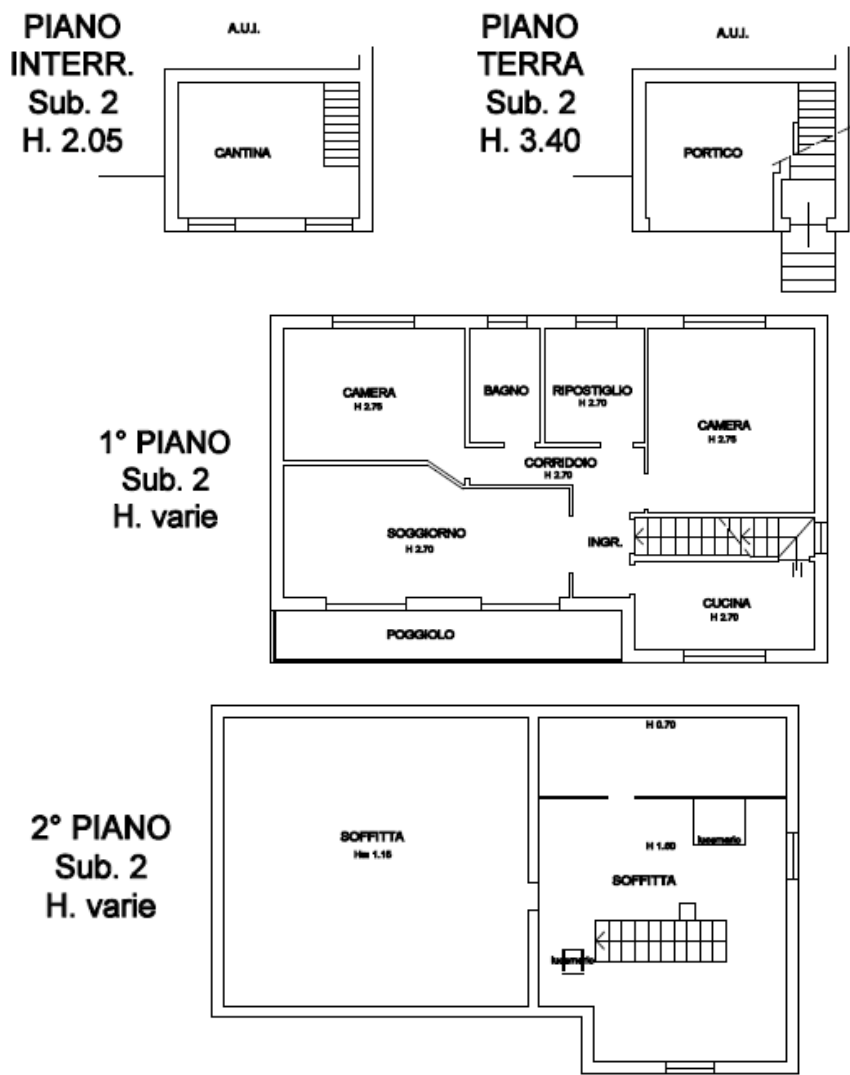 PIANO
INTERR.
Sub. 2
H. 2.05
A.U.I.
CANTINA
PIANO
TERRA
Sub. 2
H. 3.40
A.U.I.
PORTICO
1° PIANO
Sub. 2
H. varie
CAMERA
H 2.75
BAGNO
RIPOSTIGLIO
H 2.70
CAMERA
H 2.75
CORRIDOIO
H 2.70
SOGGIORNO
H 2.70
INGR.
CUCINA
H 2.70
POGGIOLO
2° PIANO
Sub. 2
H. varie
SOFFITTA
Hm 1.15
H 0.70
lucernario
H 1.60
SOFFITTA
lucernario